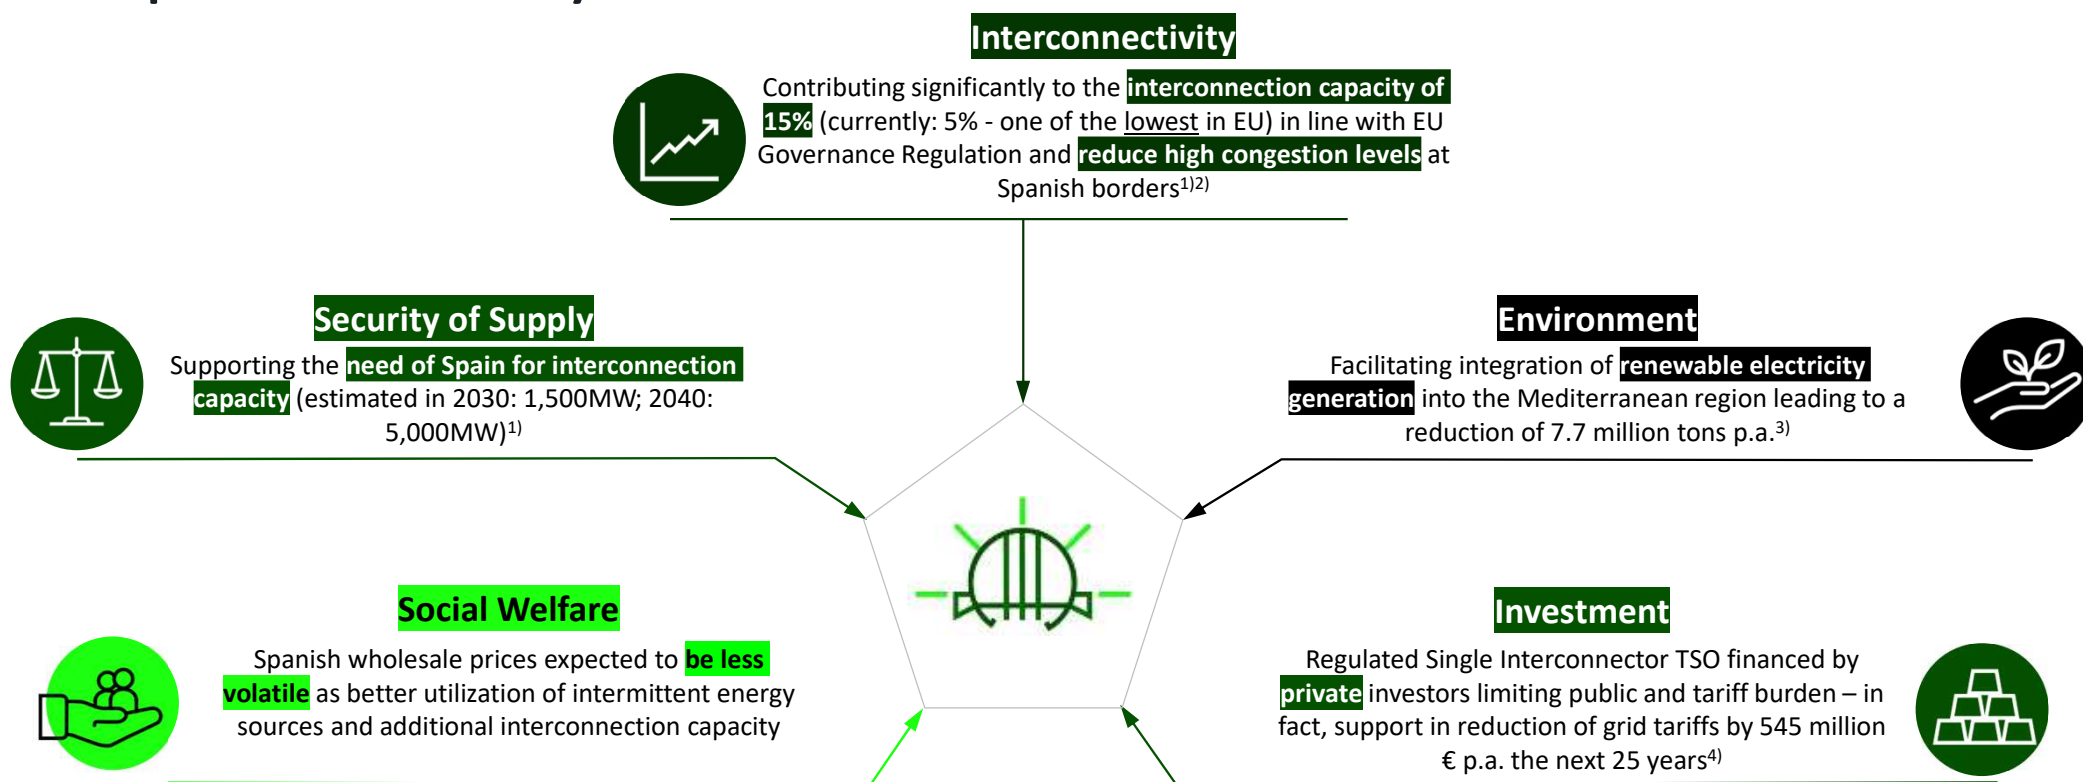 Interconnectivity
Contributing significantly to the interconnection capacity of
15% (currently: 5% - one of the lowest in EU) in line with EU
Governance Regulation and reduce high congestion levels at
Spanish borders1)2)
Security of Supply
Supporting the need of Spain for interconnection
capacity (estimated in 2030: 1,500MW; 2040:
5,000MW)1)
Environment
Facilitating integration of renewable electricity
generation into the Mediterranean region leading to a
reduction of 7.7 million tons p.a.3)
Social Welfare
Spanish wholesale prices expected to be less
volatile as better utilization of intermittent energy
sources and additional interconnection capacity
Investment
Regulated Single Interconnector TSO financed by
private investors limiting public and tariff burden – in
fact, support in reduction of grid tariffs by 545 million
€ p.a. the next 25 years4)